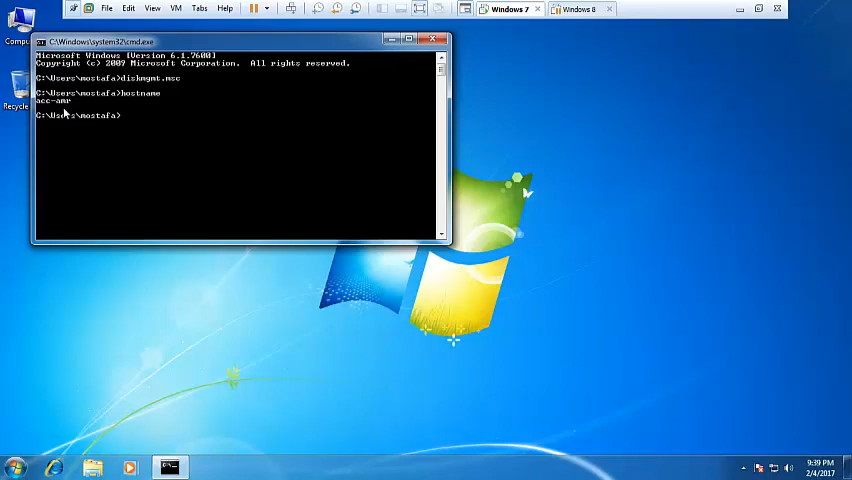 File Edit View VM Tabs Help
Windows 7
Windows 8
Compu
Recycle
C:\Windows\system32\cmd.exe
Microsoft Windows [Version 6.1.7600]
Copyright (c) 2009 Microsoft Corporation. All rights reserved.
C:\Users\mostafa>diskmgmt.msc
C:\Users\mostafa>hostname
acc-amr
C:\Users\mostafa>
9:39 PM
2/4/2017